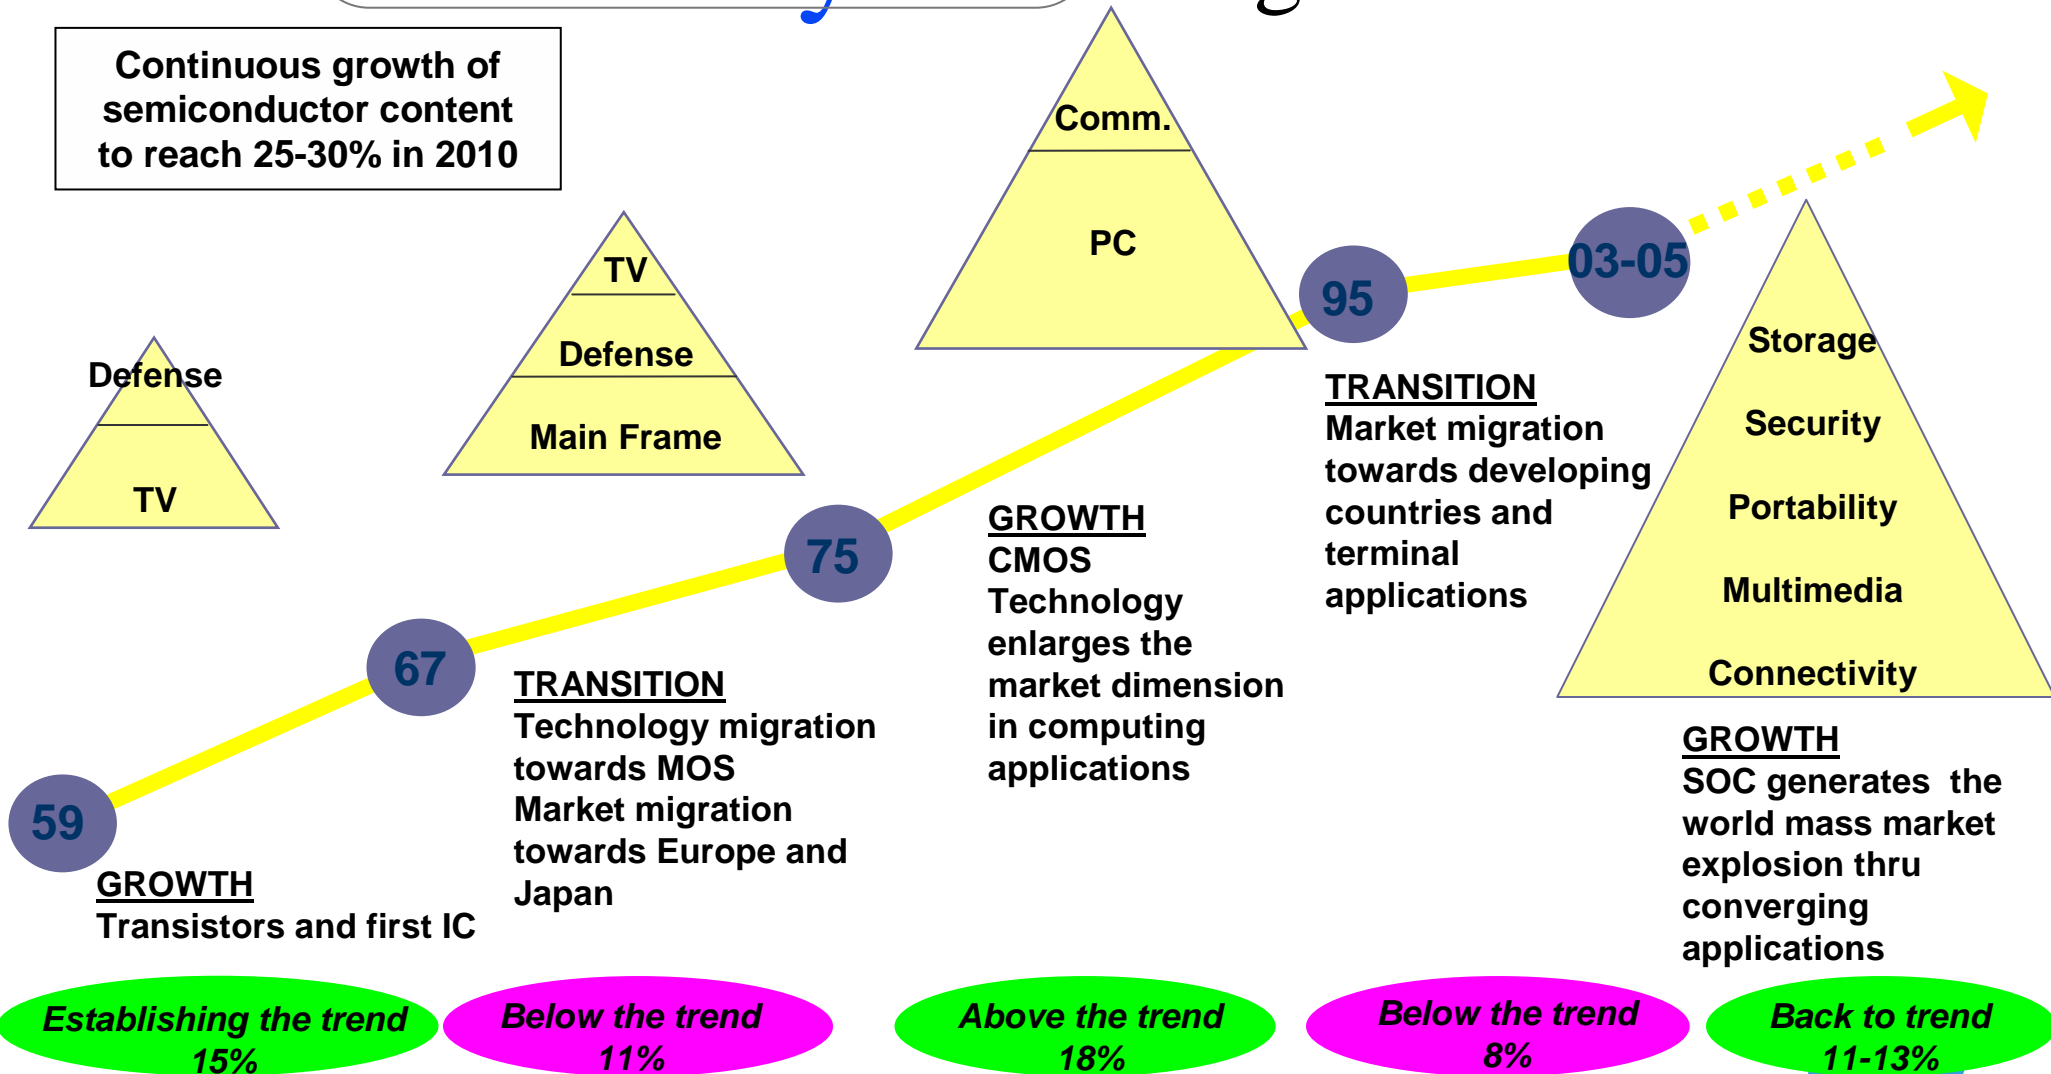 Continuous growth of
semiconductor content
to reach 25-30% in 2010
Defense
TV
TV
Defense
Main Frame
Comm.
PC
Storage
Security
Portability
Multimedia
Connectivity
59
67
75
95
03-05
GROWTH
Transistors and first IC
TRANSITION
Technology migration
towards MOS
Market migration
towards Europe and
Japan
GROWTH
CMOS
Technology
enlarges the
market dimension
in computing
applications
TRANSITION
Market migration
towards developing
countries and
terminal
applications
GROWTH
SOC generates the
world mass market
explosion thru
converging
applications
Establishing the trend
15%
Below the trend
11%
Above the trend
18%
Below the trend
8%
Back to trend
11-13%